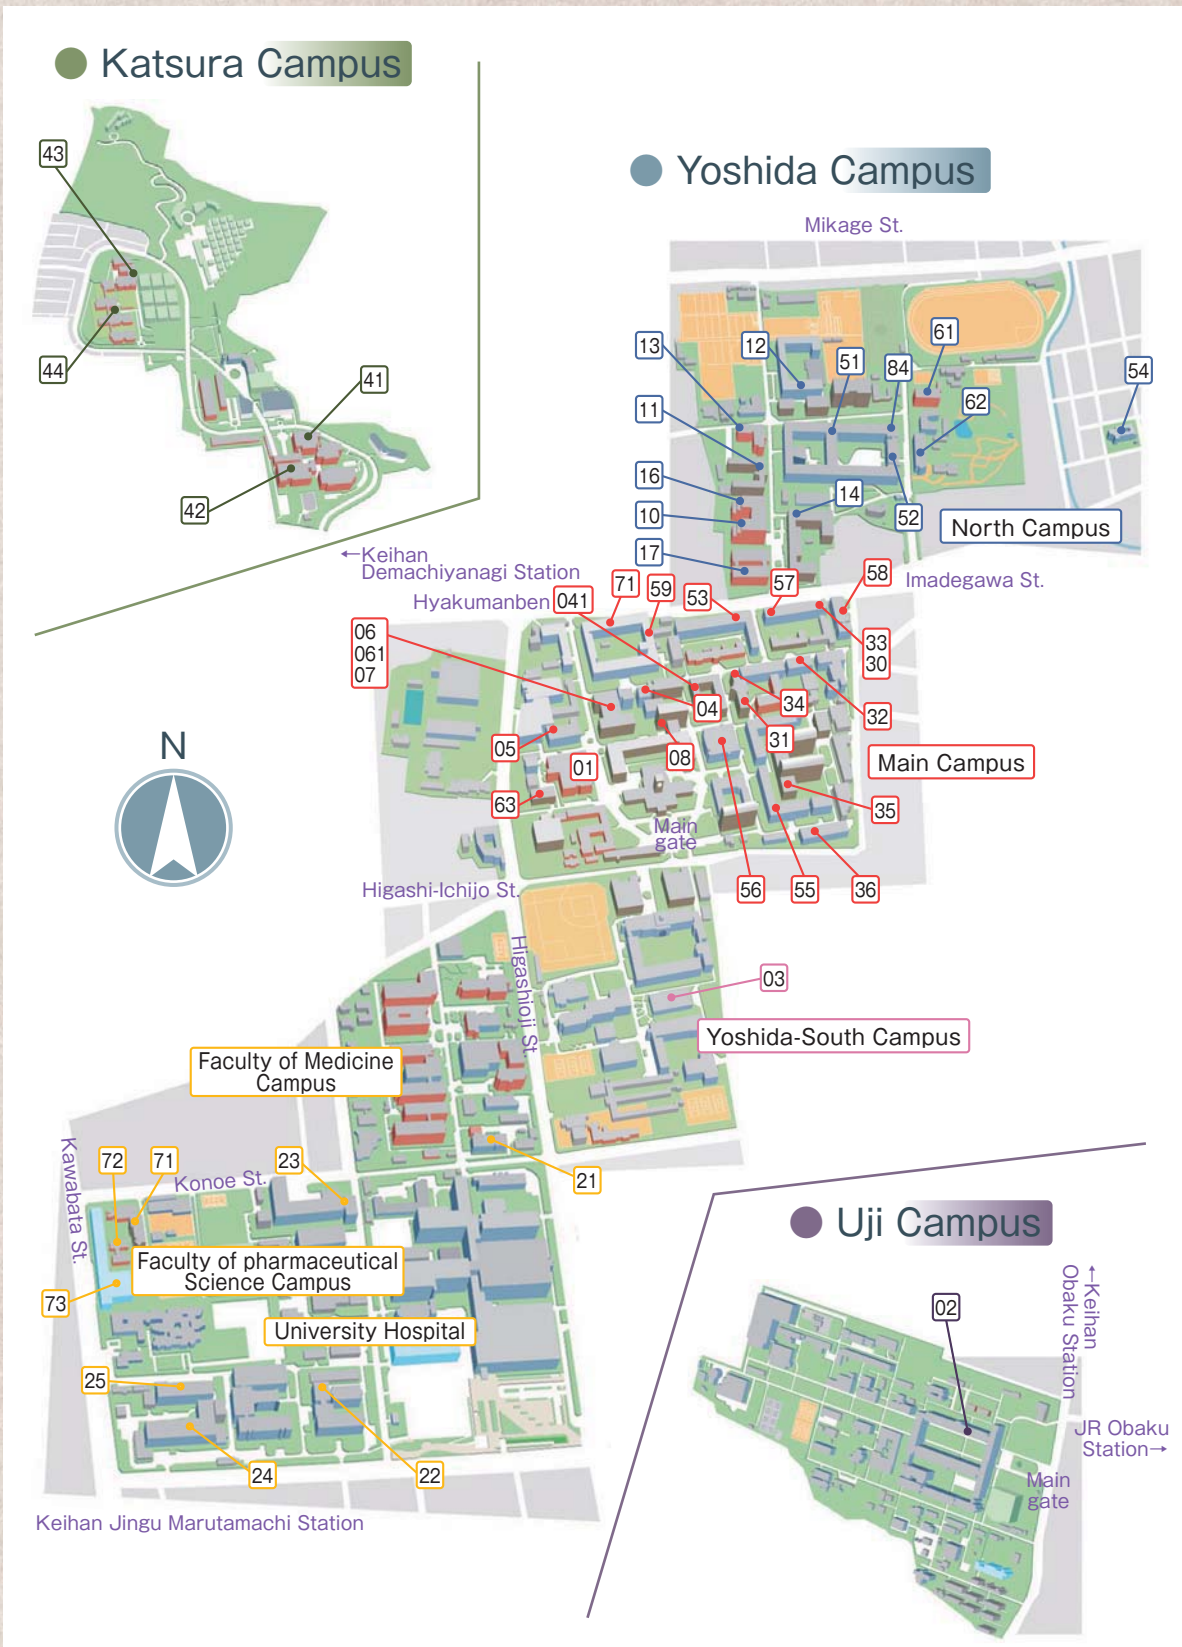 Katsura Campus
43
44
41
42
Yoshida Campus
Mikage St.
13
12
51
84
61
54
11
62
16
14
10
52
17
North Campus
Imadegawa St.
←Keihan
Demachiyanagi Station
Hyakumanben
041
71
59
53
57
58
06
061
07
33
30
04
34
32
05
08
31
01
Main Campus
63
35
Main
gate
N
56
55
36
Higashi-Ichijo St.
Higashioji St.
03
Yoshida-South Campus
Faculty of Medicine
Campus
21
Kawabata St.
72
71
Konoe St.
23
Faculty of pharmaceutical
Science Campus
73
University Hospital
25
24
22
Keihan Jingu Marutamachi Station
Uji Campus
02
←Keihan
Obaku Station
JR Obaku
Station→
Main
gate